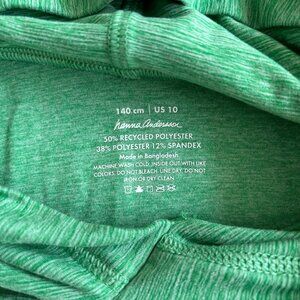 140 cm | US 10
hanna andersson
50% RECYCLED POLYESTER
38% POLYESTER 12% SPANDEX
Made in Bangladesh
MACHINE WASH COLD. INSIDE OUT WITH LIKE
COLORS. DO NOT BLEACH. LINE DRY. DO NOT
IRON OR DRY CLEAN